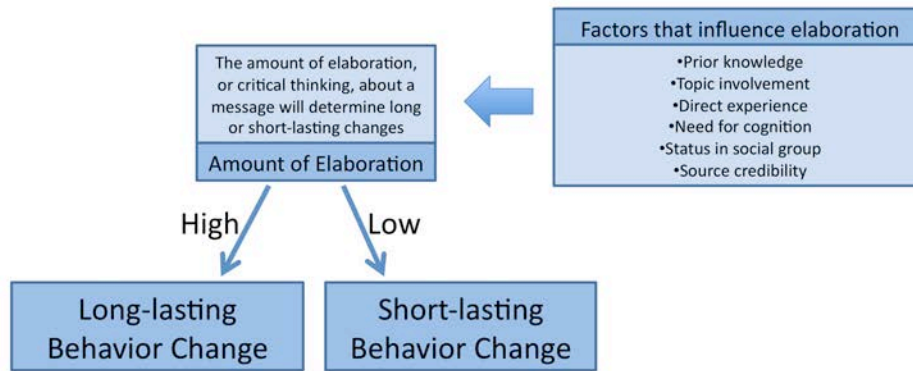 Factors that influence elaboration
•Prior knowledge
•Topic involvement
•Direct experience
•Need for cognition
•Status in social group
•Source credibility
The amount of elaboration,
or critical thinking, about a
message will determine long
or short-lasting changes
Amount of Elaboration
High
Low
Long-lasting
Behavior Change
Short-lasting
Behavior Change